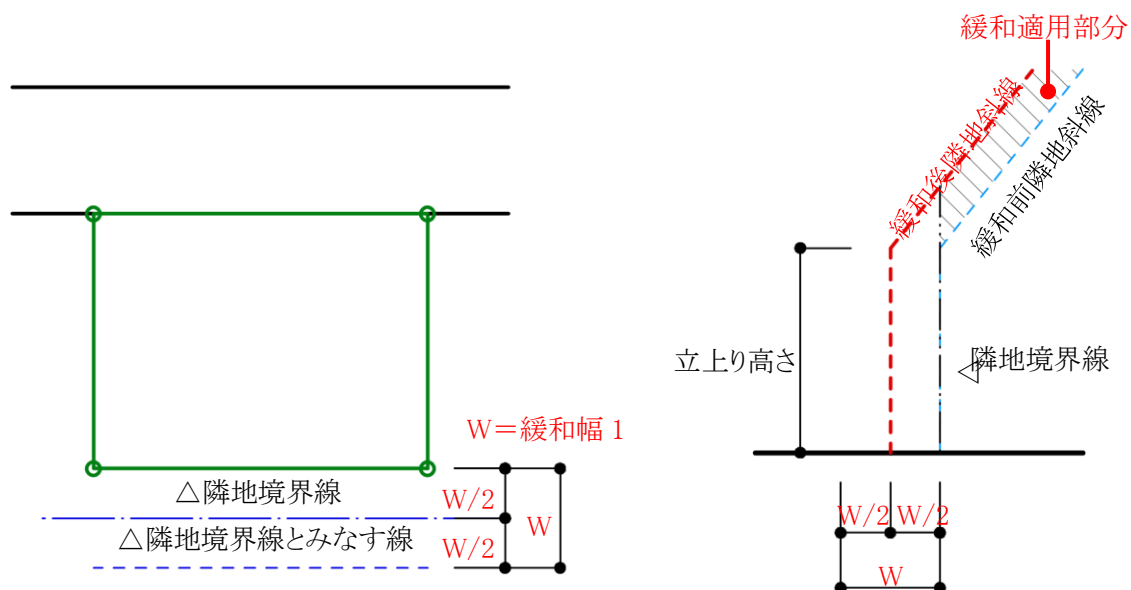 W＝緩和幅 1
△隣地境界線
△隣地境界線とみなす線
W/2
W/2
W
緩和適用部分
緩和後隣地斜線
緩和前隣地斜線
立上り高さ
△隣地境界線
W/2
W/2
W